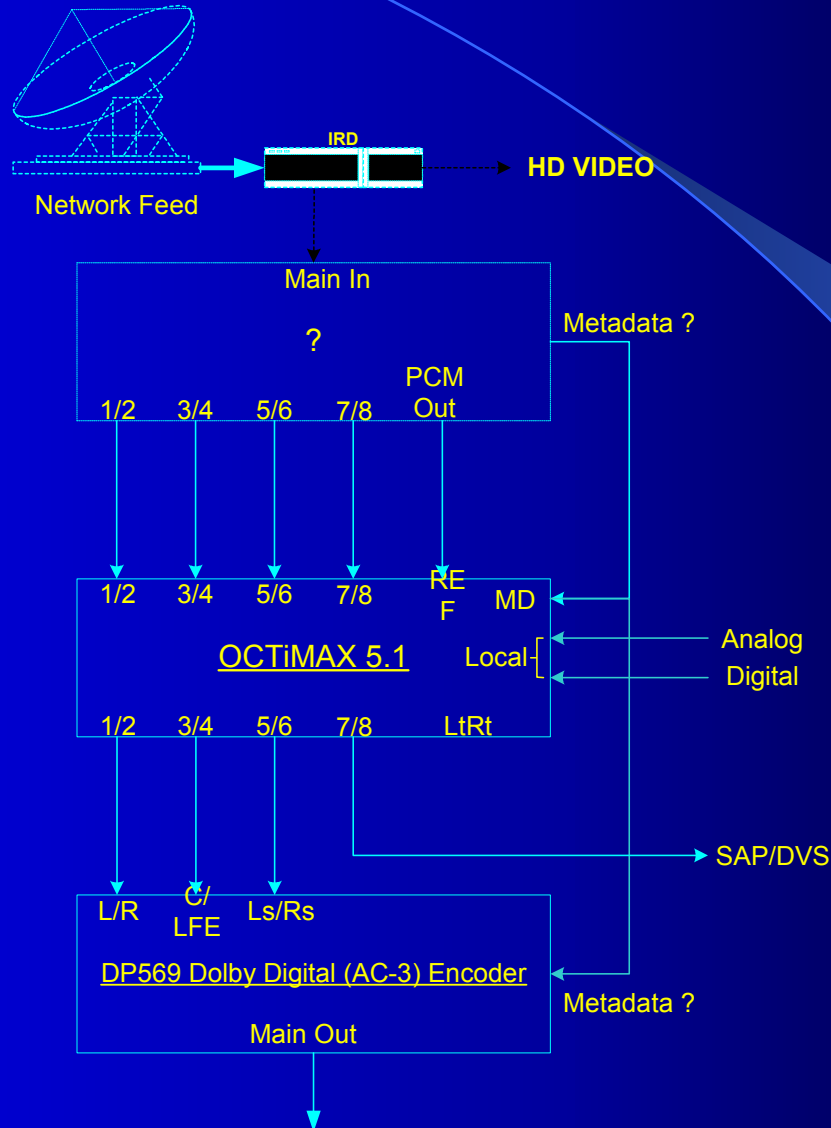 IRD
HD VIDEO
Network Feed
Main In
Metadata ?
?
PCM
Out
1/2 3/4 5/6 7/8
1/2 3/4 5/6 7/8
RE
F
MD
OCTiMAX 5.1
Local
Analog
Digital
1/2 3/4 5/6 7/8 LtRt
SAP/DVS
L/R
C/
LFE
Ls/Rs
DP569 Dolby Digital (AC-3) Encoder
Metadata ?
Main Out